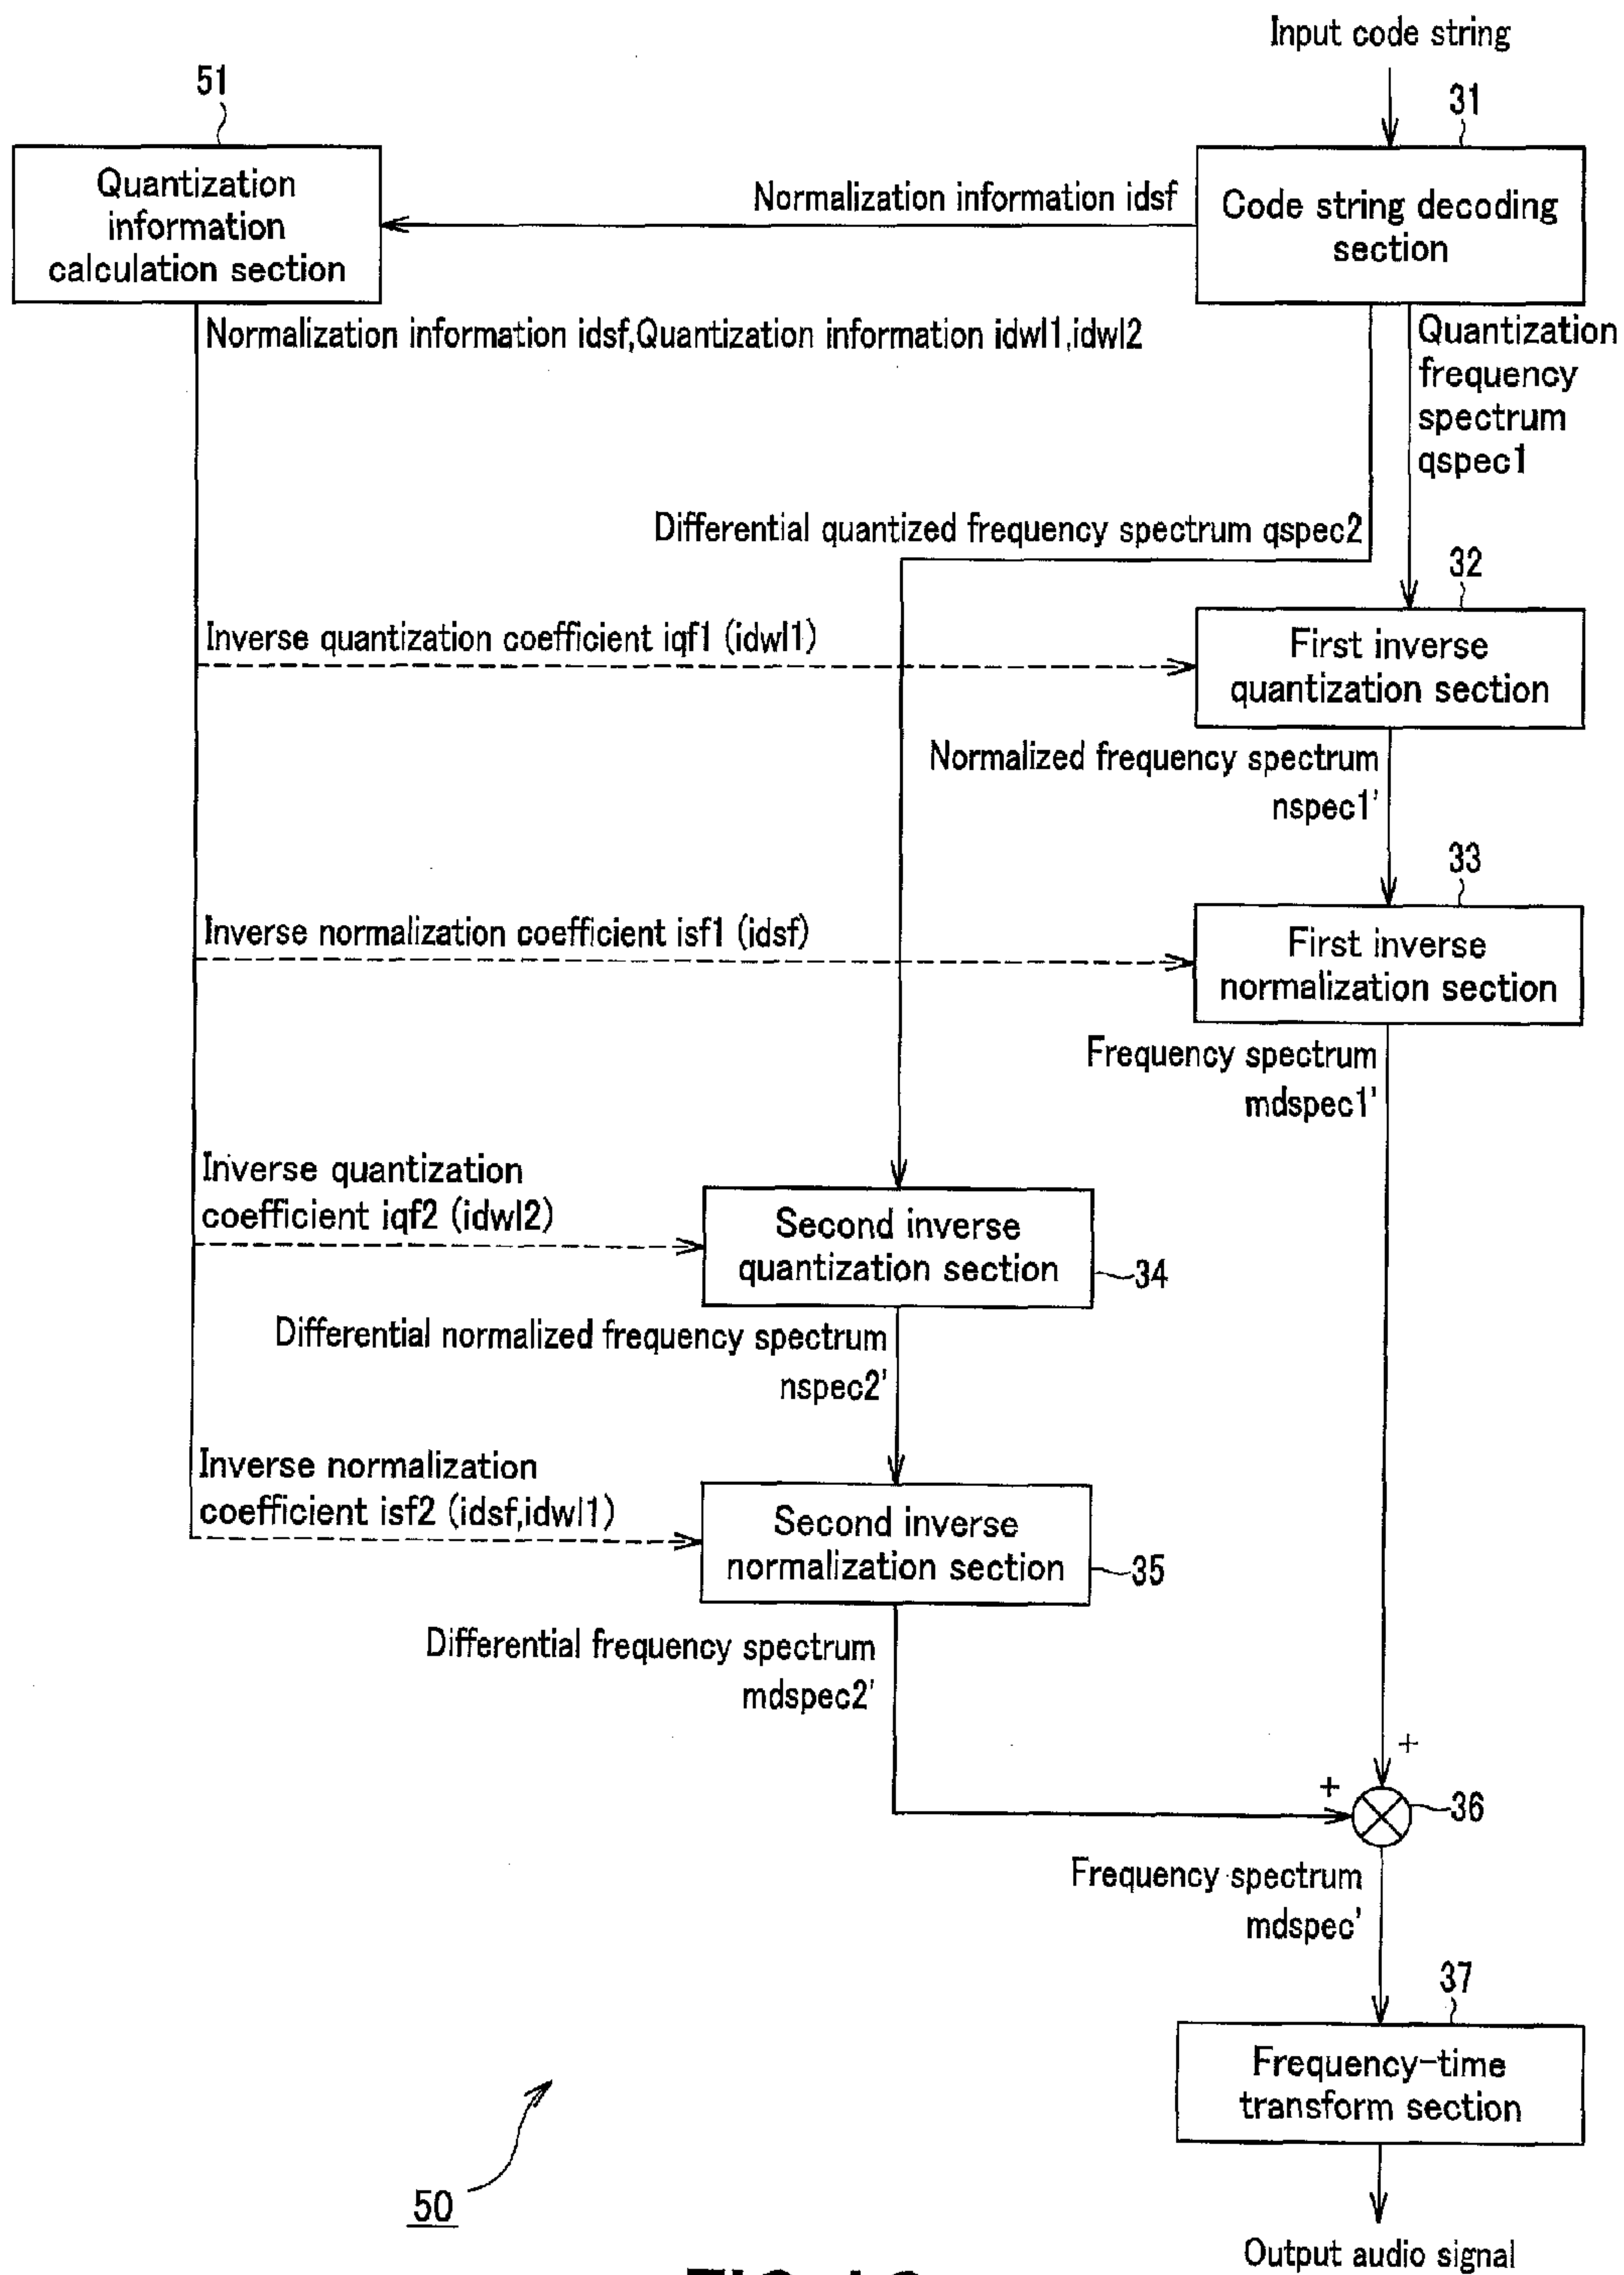 Input code string
51
31
Quantization
information
calculation section
Normalization information idsf
Code string decoding
section
Normalization information idsf,Quantization information idwl1,idwl2
Quantization
frequency
spectrum
qspec1
Differential quantized frequency spectrum qspec2
32
Inverse quantization coefficient iqf1 (idwl1)
First inverse
quantization section
Normalized frequency spectrum
nspec1'
33
Inverse normalization coefficient isf1 (idsf)
First inverse
normalization section
Frequency spectrum
mdspec1'
Inverse quantization
coefficient iqf2 (idwl2)
Second inverse
quantization section
34
Differential normalized frequency spectrum
nspec2'
Inverse normalization
coefficient isf2 (idsf,idwl1)
Second inverse
normalization section
35
Differential frequency spectrum
mdspec2'
+
+
36
Frequency spectrum
mdspec'
37
Frequency-time
transform section
50
Output audio signal